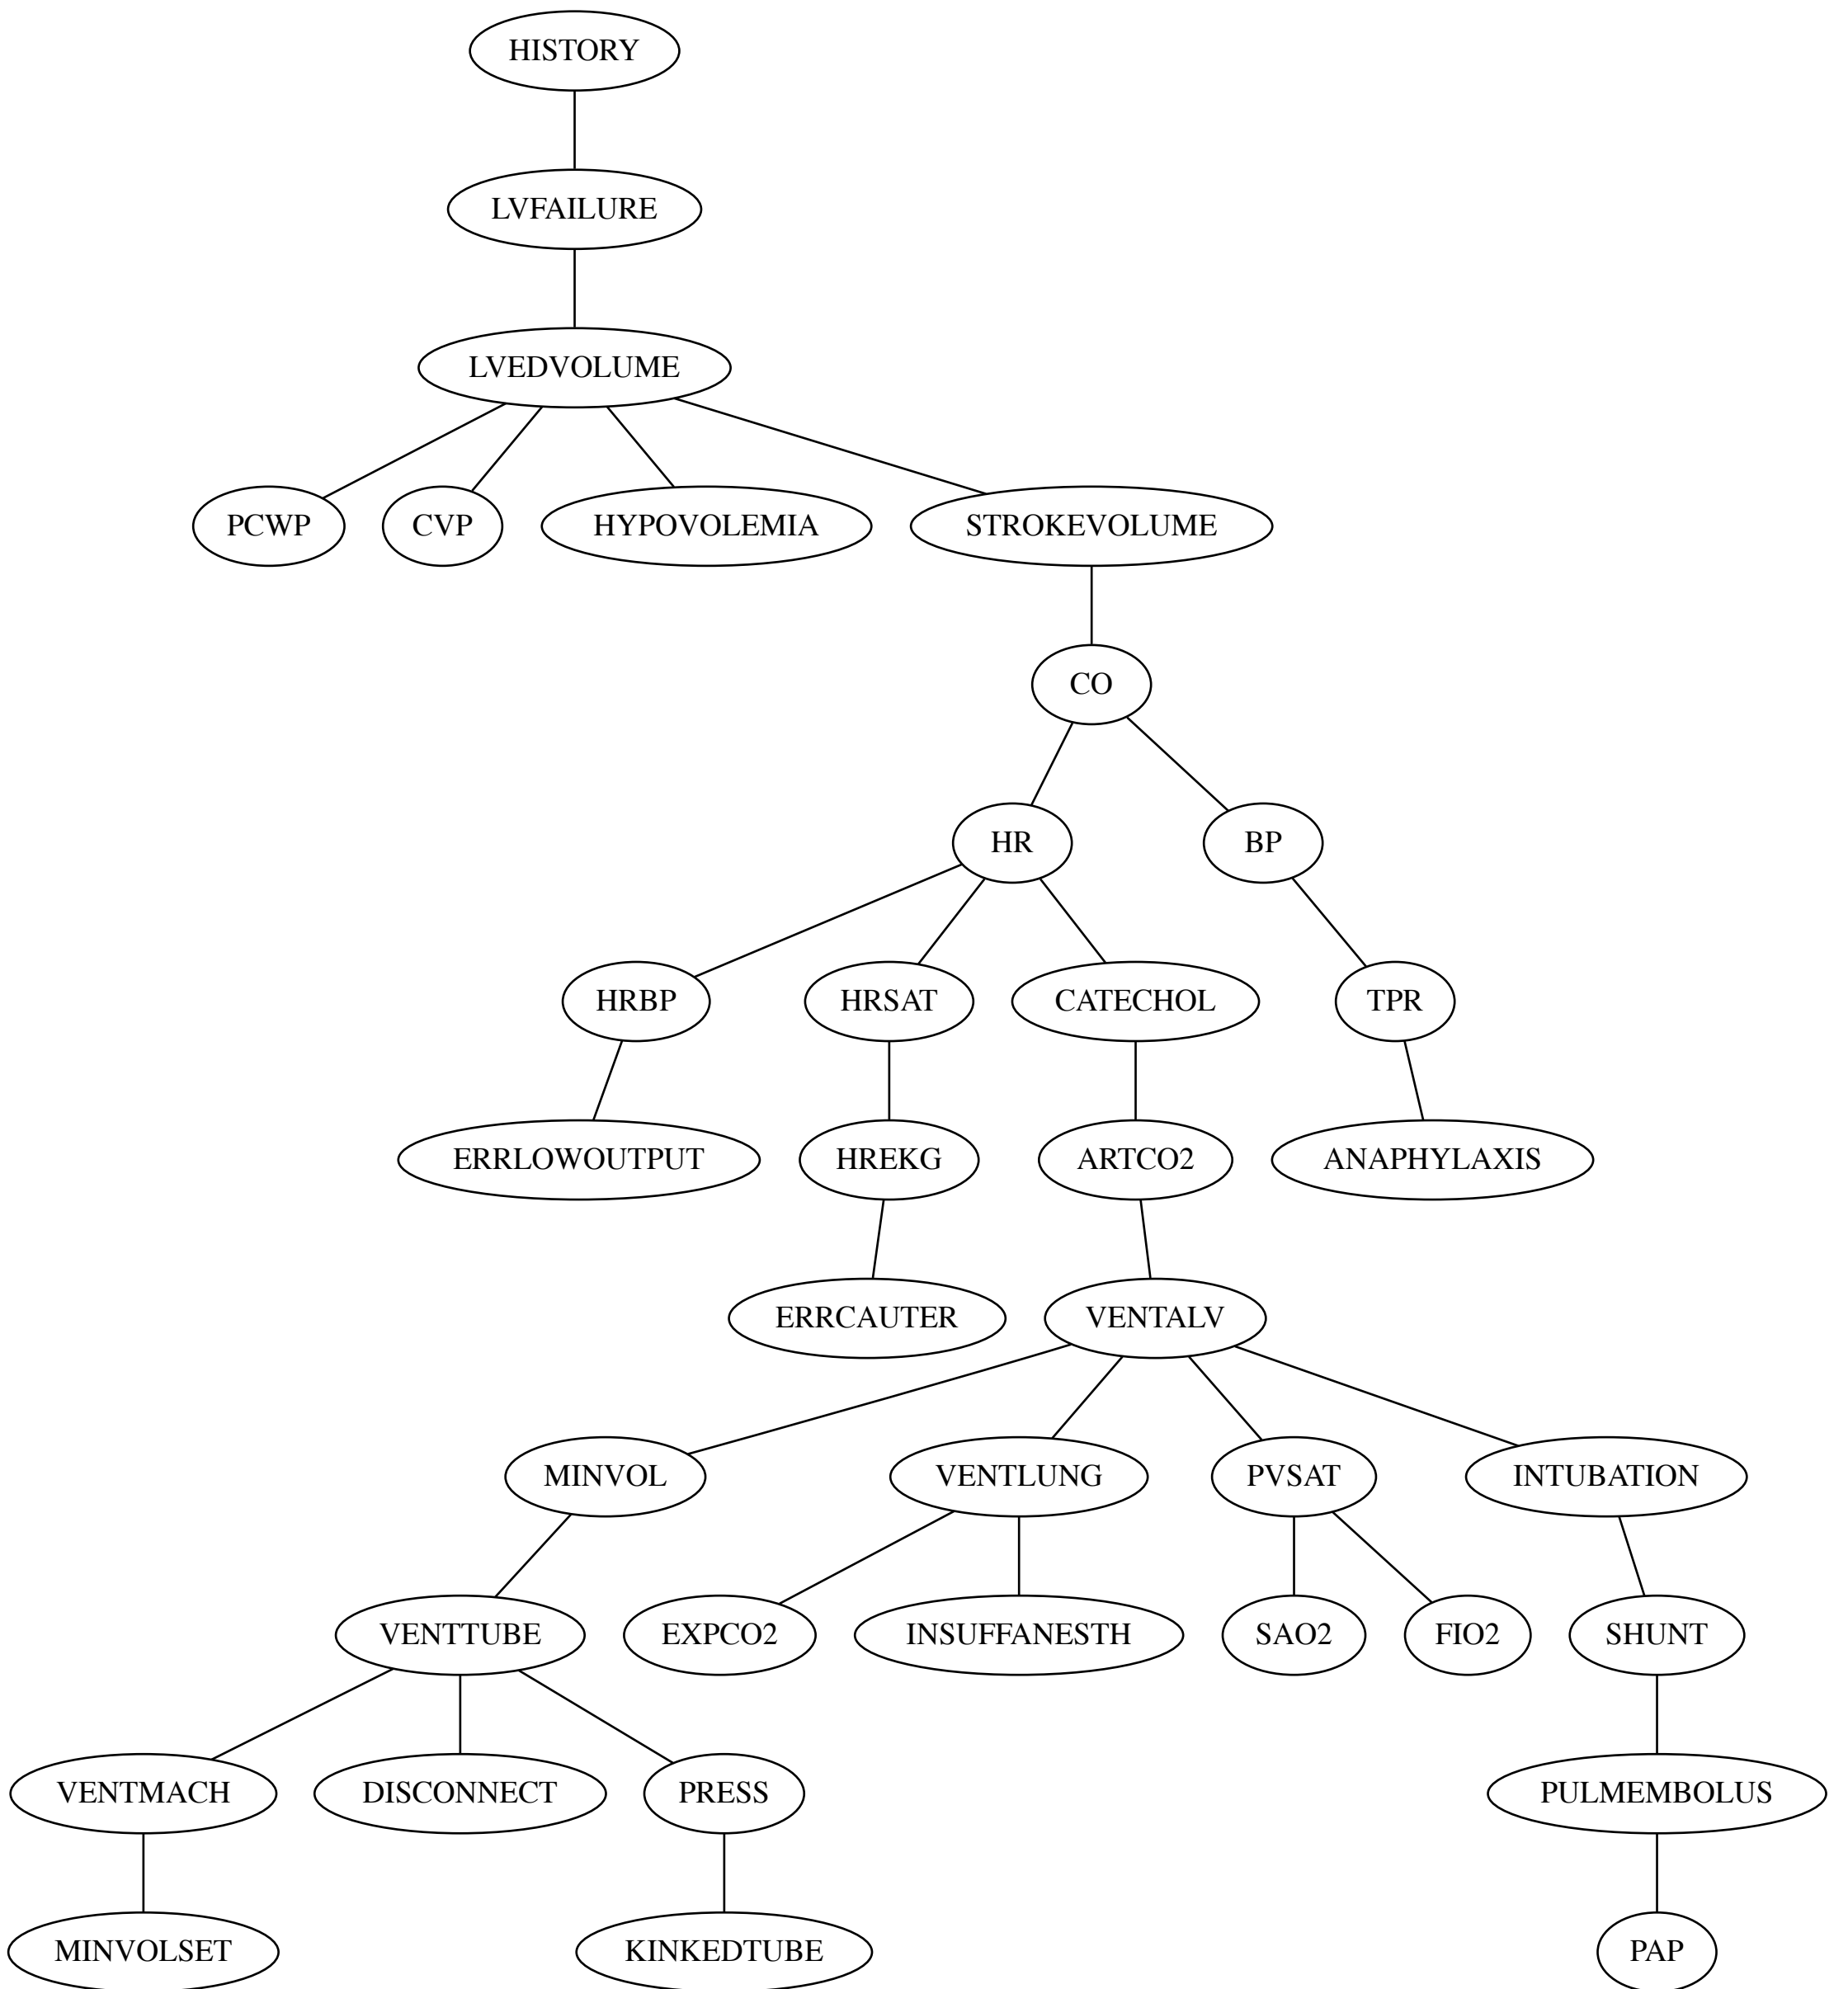 HISTORY
LVFAILURE
LVEDVOLUME
PCWP
CVP
HYPOVOLEMIA
STROKEVOLUME
CO
HR
BP
HRBP
HRSAT
CATECHOL
TPR
ERRLOWOUTPUT
HREKG
ARTCO2
ANAPHYLAXIS
ERRCAUTER
VENTALV
MINVOL
VENTLUNG
PVSAT
INTUBATION
VENTTUBE
EXPCO2
INSUFFANESTH
SAO2
FIO2
SHUNT
VENTMACH
DISCONNECT
PRESS
PULMEMBOLUS
MINVOLSET
KINKEDTUBE
PAP